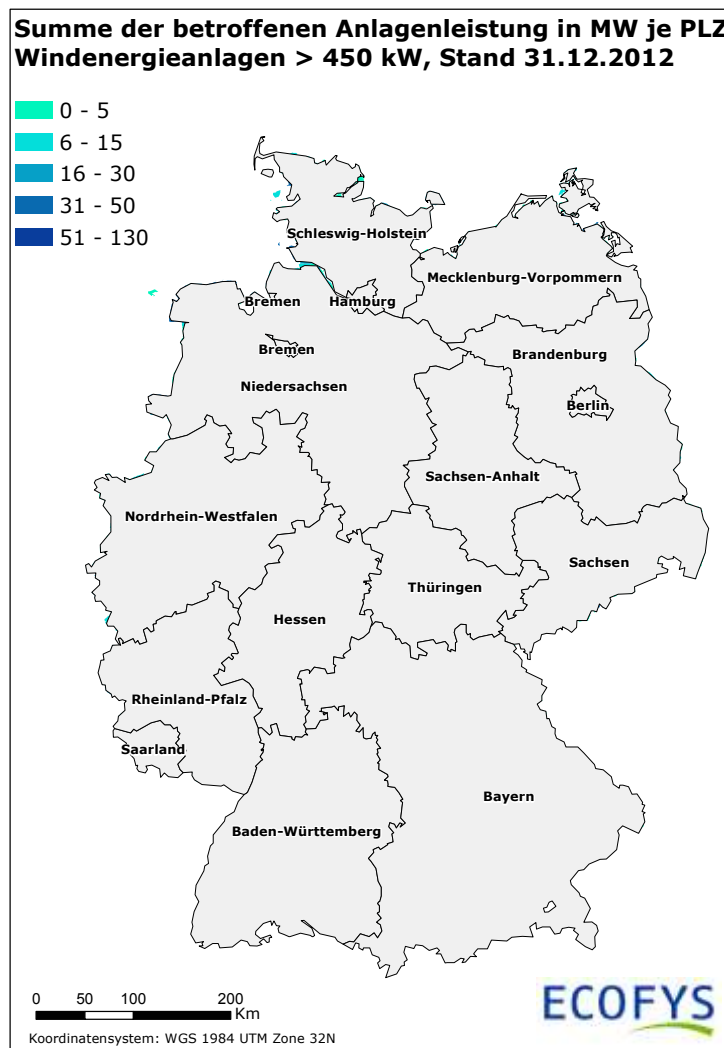 Summe der betroffenen Anlagenleistung in MW je PLZ
Windenergieanlagen > 450 kW, Stand 31.12.2012
0 - 5
6 - 15
16 - 30
31 - 50
51 - 130
Schleswig-Holstein
Mecklenburg-Vorpommern
Bremen
Hamburg
Bremen
Brandenburg
Niedersachsen
Berlin
Sachsen-Anhalt
Nordrhein-Westfalen
Sachsen
Thüringen
Hessen
Rheinland-Pfalz
Saarland
Bayern
Baden-Württemberg
0 50 100 200
Km
Koordinatensystem: WGS 1984 UTM Zone 32N
ECOFYS